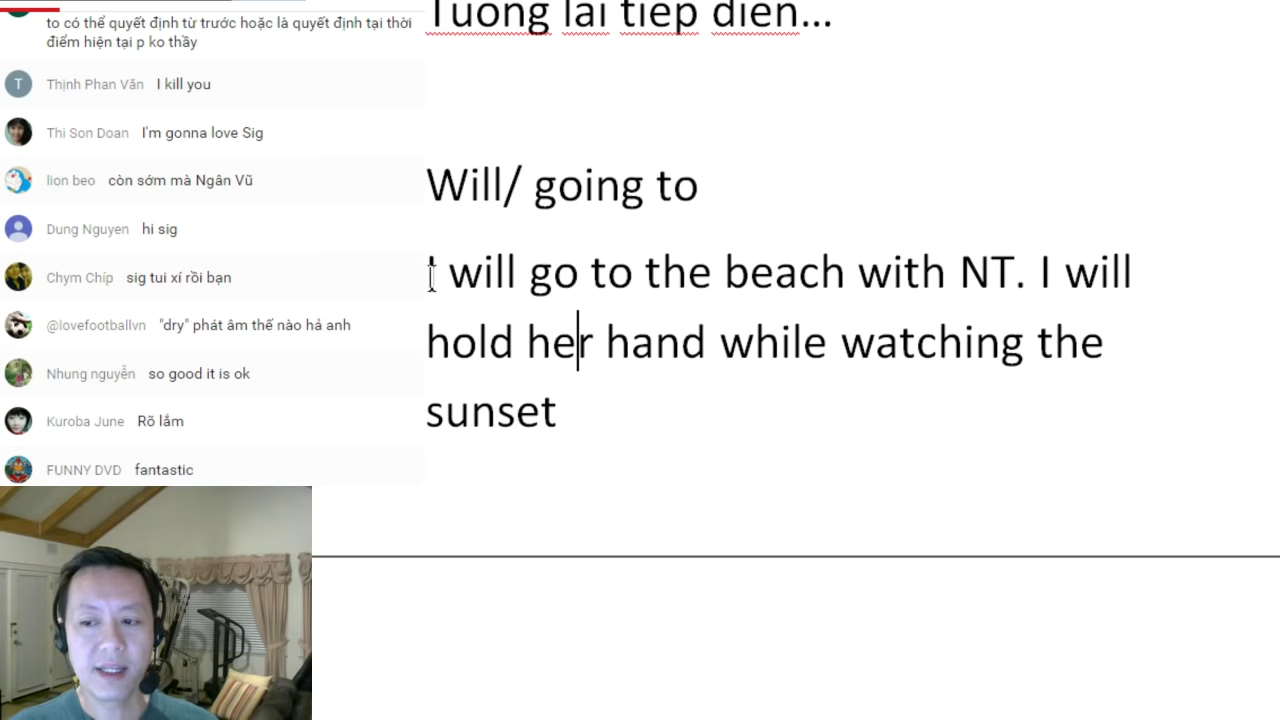 to có thể quyết định từ trước hoặc là quyết định tại thời
điểm hiện tại p ko thầy
T Thịnh Phan Văn I kill you
Thi Son Doan I'm gonna love Sig
lion beo còn sớm mà Ngân Vũ
Dung Nguyen hi sig
Chym Chíp sig tui xí rồi bạn
@lovefootballvn "dry" phát âm thế nào hả anh
Nhung nguyễn so good it is ok
Kuroba June Rõ lắm
FUNNY DVD fantastic
Tương lai tiếp diễn...
Will/ going to
I will go to the beach with NT. I will
hold her hand while watching the
sunset